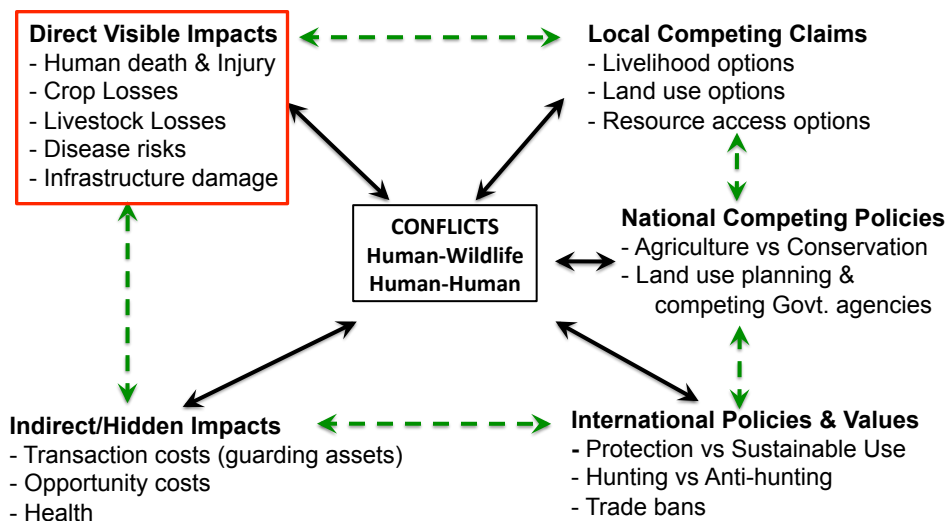 Direct Visible Impacts
- Human death & Injury
- Crop Losses
- Livestock Losses
- Disease risks
- Infrastructure damage
Local Competing Claims
- Livelihood options
- Land use options
- Resource access options
CONFLICTS
Human-Wildlife
Human-Human
National Competing Policies
- Agriculture vs Conservation
- Land use planning &
competing Govt. agencies
Indirect/Hidden Impacts
- Transaction costs (guarding assets)
- Opportunity costs
- Health
International Policies & Values
- Protection vs Sustainable Use
- Hunting vs Anti-hunting
- Trade bans